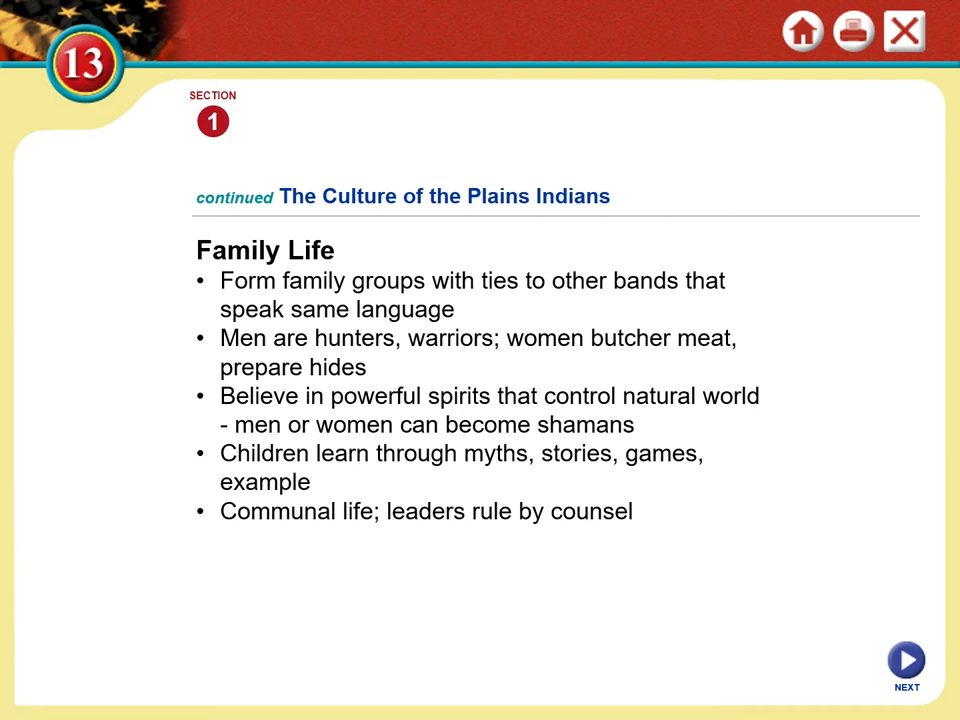 13
SECTION
1
continued The Culture of the Plains Indians
Family Life
• Form family groups with ties to other bands that
speak same language
• Men are hunters, warriors; women butcher meat,
prepare hides
• Believe in powerful spirits that control natural world
- men or women can become shamans
• Children learn through myths, stories, games,
example
• Communal life; leaders rule by counsel
NEXT